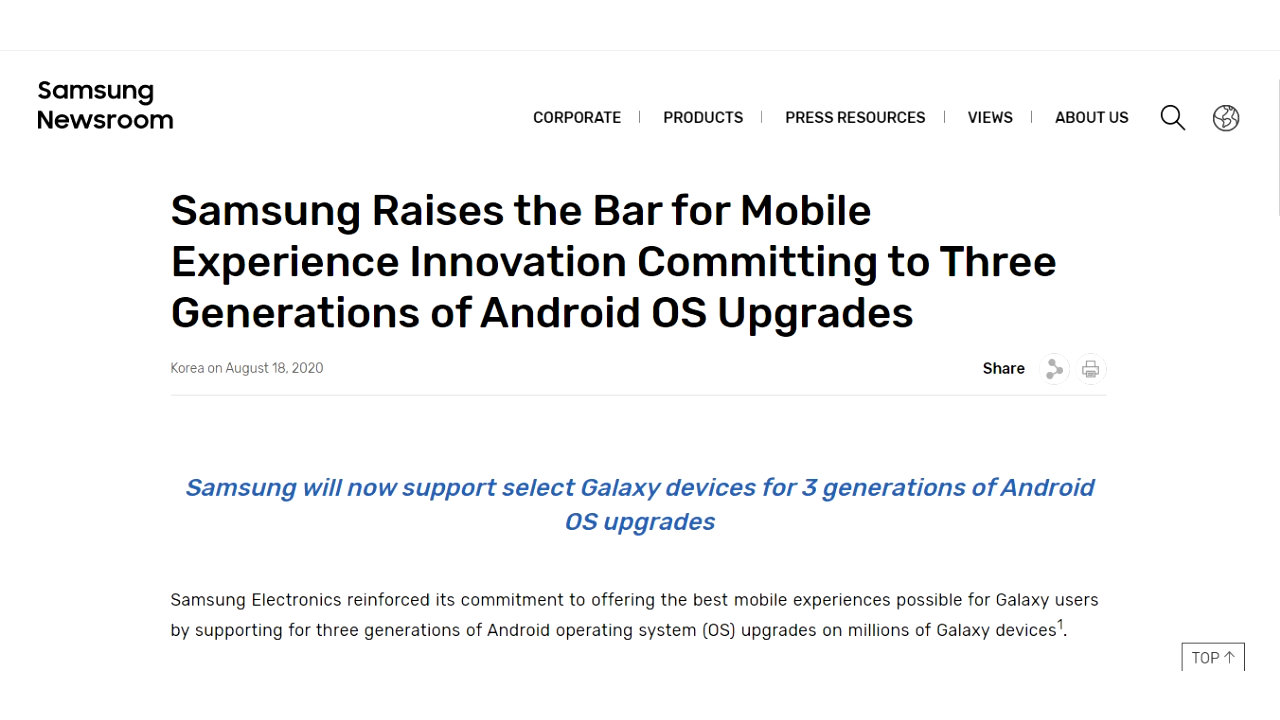 Samsung
Newsroom
CORPORATE
PRODUCTS
PRESS RESOURCES
VIEWS
ABOUT US
Samsung Raises the Bar for Mobile
Experience Innovation Committing to Three
Generations of Android OS Upgrades
Korea on August 18, 2020
Share
Samsung will now support select Galaxy devices for 3 generations of Android
OS upgrades
Samsung Electronics reinforced its commitment to offering the best mobile experiences possible for Galaxy users
by supporting for three generations of Android operating system (OS) upgrades on millions of Galaxy devices¹.
TOP ↑